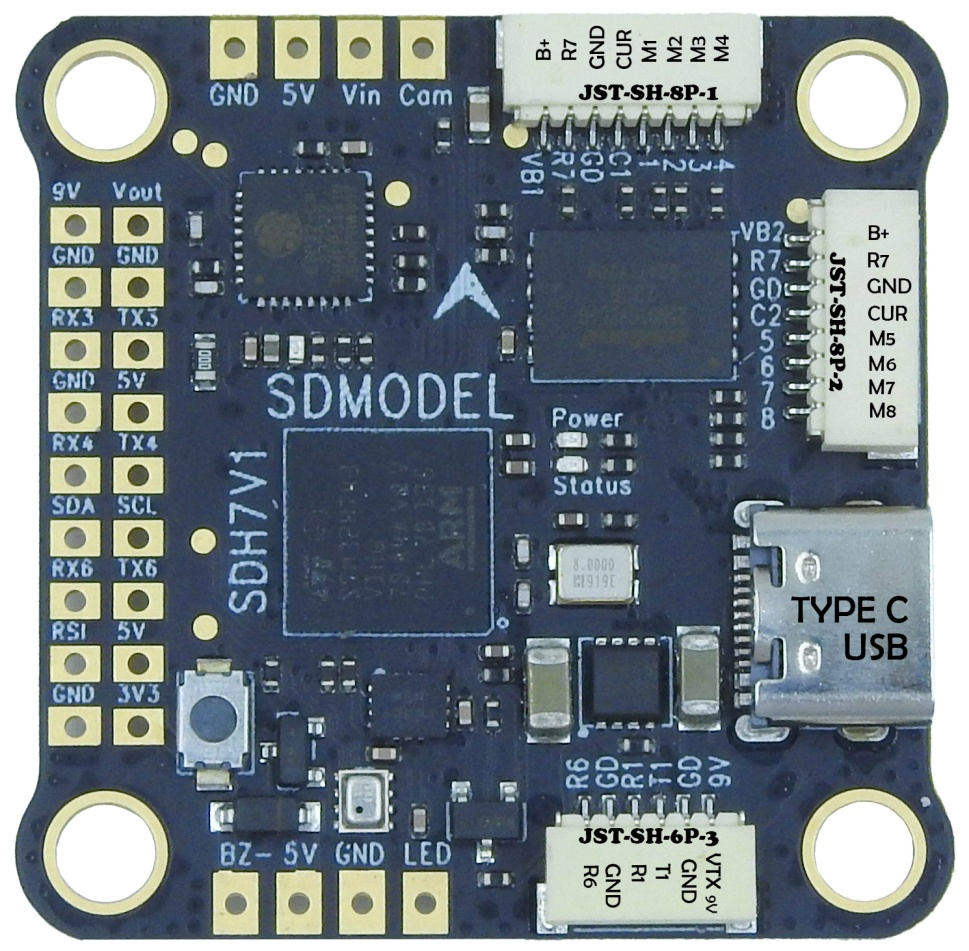 B+ R7 GND CUR M1 M2 M3 M4
JST-SH-8P-1
GND 5V Vin Cam
VB1 R7 GD C1 1 2 3 4
9V Vout
GND GND
RX3 TX3
GND 5V
RX4 TX4
SDA SCL
RX6 TX6
RSI 5V
GND 3V3
VB2
R7
GD
C2
5
6
7
8
JST-SH-8P-2
B+
R7
GND
CUR
M5
M6
M7
M8
SDMODEL
SDH7V1
ARM
Power
Status
8.0000
TYPE C
USB
R6 GD R1 T1 GD 9V
JST-SH-6P-3
R6 GND R1 T1 GND VTX 9V
BZ- 5V GND LED